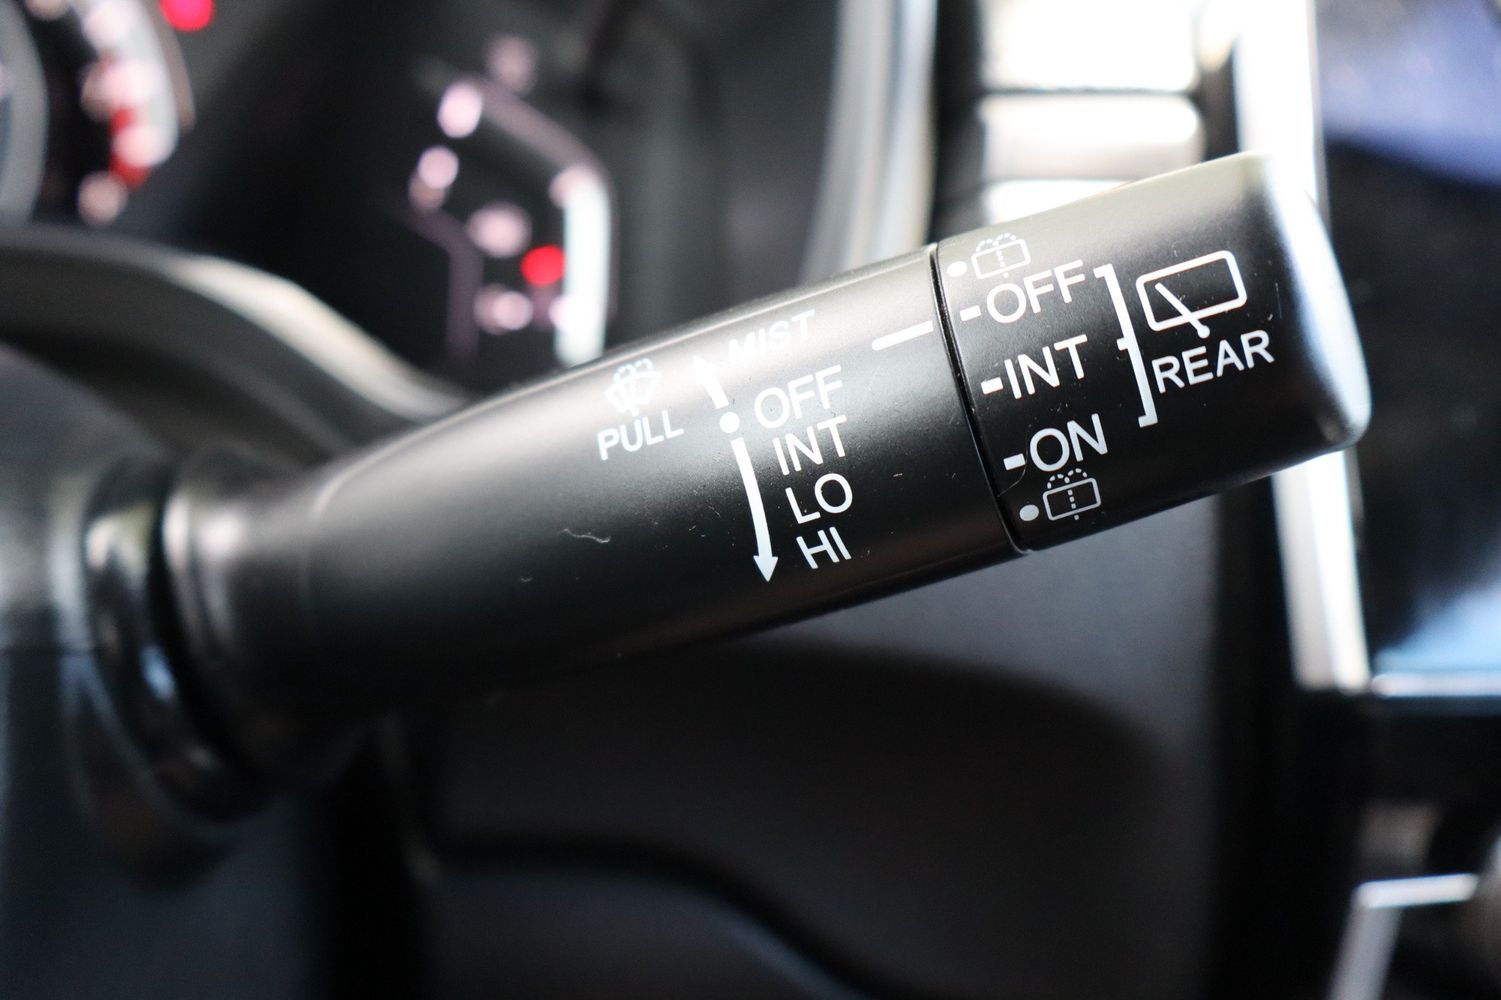 MIST
PULL
OFF
INT
LO
HI
OFF
INT
ON
REAR